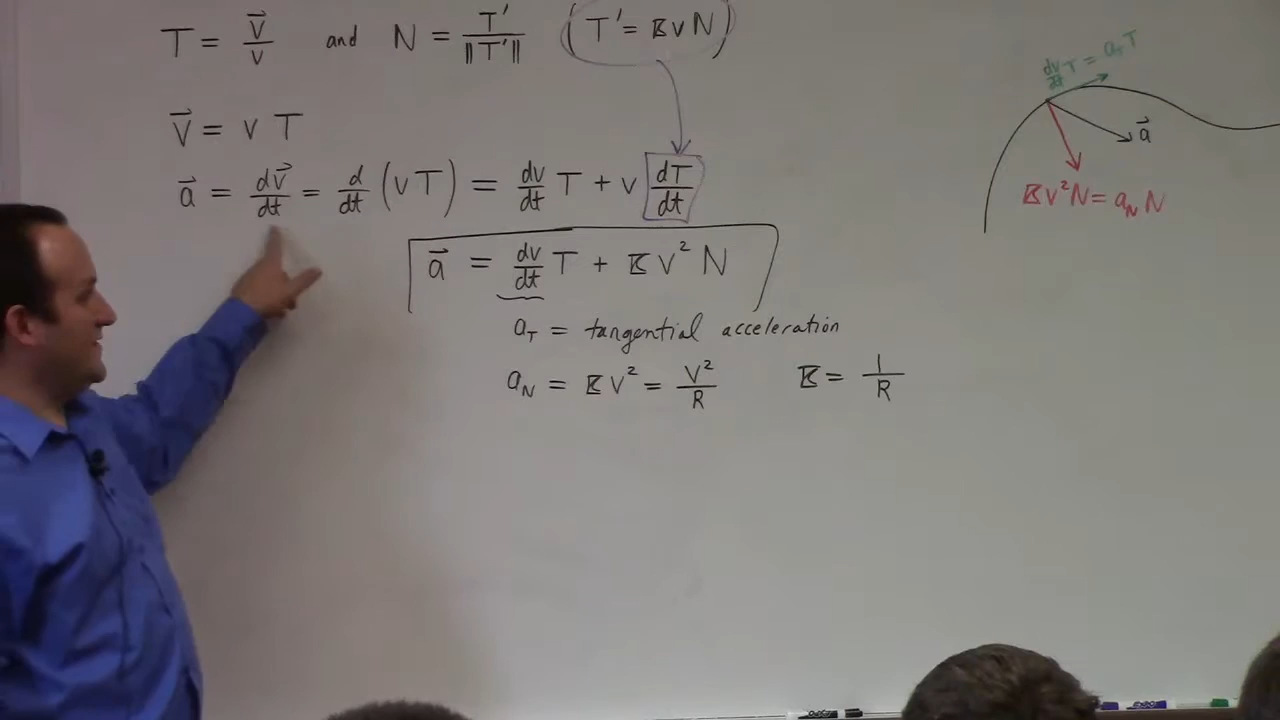 T = v⃗/v and N = T'/‖T'‖ (T' = κvN)
v⃗ = v T
a⃗ = dv⃗/dt = d/dt (vT) = dv/dt T + v dT/dt
a⃗ = dv/dt T + κv² N
a_T = tangential acceleration
a_N = κv² = v²/R κ = 1/R
dv/dt T = a_T T
a⃗
κv²N = a_N N